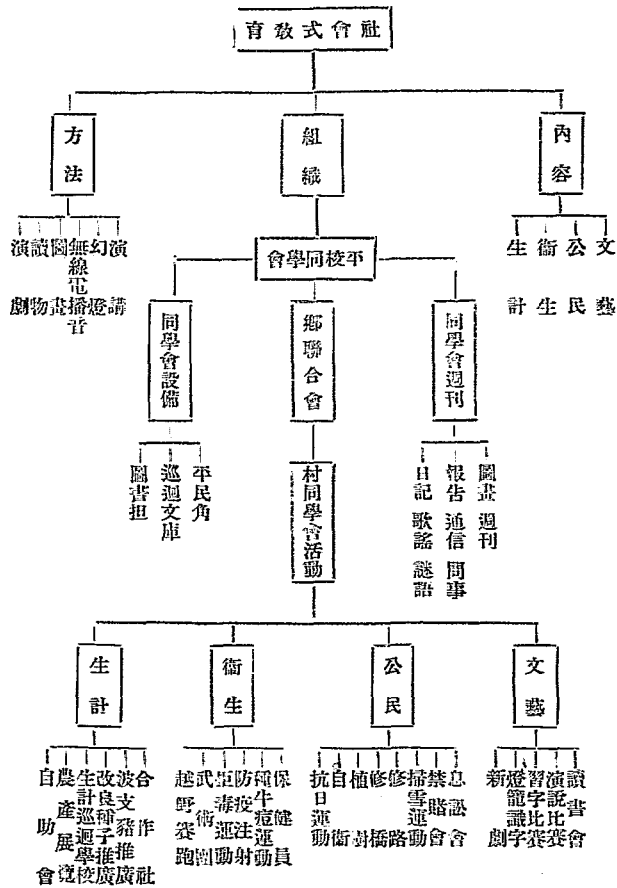 社會式教育
內容
組織
方法
文藝
公民
衞生
生計
演講
幻燈
無線電播音
圖畫
讀物
演劇
平校同學會
同學會週刊
鄉聯合會
同學會設備
圖畫週刊
報告 通信 問事
日記 歌謠 謎語
平民角
巡迴文庫
圖書担
村同學會活動
文藝
公民
衞生
生計
讀書會
演說比賽
習字比賽
燈籠識字
新劇
息訟會
禁賭會
掃雪運動
修路
修橋
植樹
自衞
抗日運動
保健員
種牛痘運動
防疫注射
拒毒運動
武術團
越野賽跑
合作社
波支豬推廣
改良種子推廣
生計巡迴學校
農產展覽
自助會